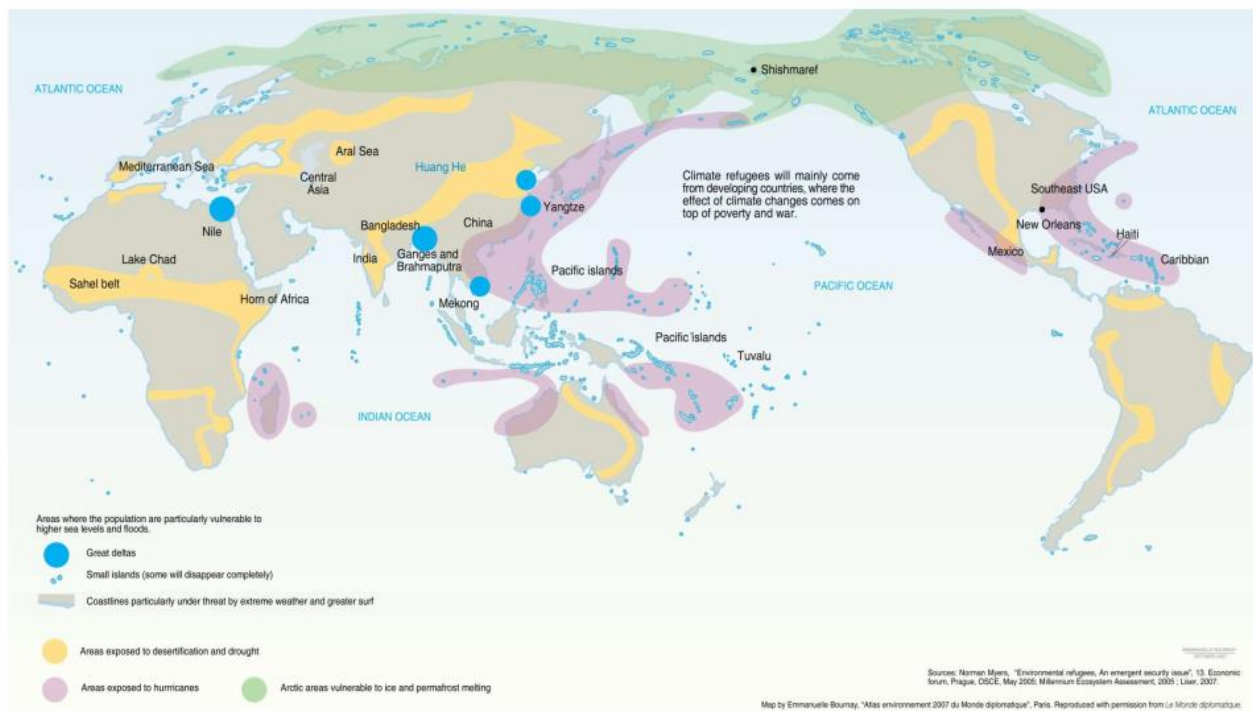 Shishmaref
ATLANTIC OCEAN
ATLANTIC OCEAN
Aral Sea
Mediterranean Sea
Huang He
Central
Asia
Climate refugees will mainly come
from developing countries, where the
effect of climate changes comes on
top of poverty and war.
Southeast USA
Yangtze
Nile
Bangladesh
China
New Orleans
Haiti
Lake Chad
India
Ganges and
Brahmaputra
Mexico
Caribbian
Pacific islands
Sahel belt
PACIFIC OCEAN
Horn of Africa
Mekong
Pacific islands
Tuvalu
INDIAN OCEAN
Areas where the population are particularly vulnerable to
higher sea levels and floods.
Great deltas
Small islands (some will disappear completely)
Coastlines particularly under threat by extreme weather and greater surf
Areas exposed to desertification and drought
Areas exposed to hurrricanes
Arctic areas vulnerable to ice and permafrost melting
EMMANUELLE BOURNAY
Sources: Norman Myers, "Environmental refugees, An emergent security issue", 13. Economic
forum, Prague, OSCE, May 2005; Millennium Ecosystem Assessment, 2005 ; Liser, 2007.
Map by Emmanuelle Bournay, "Atlas environnement 2007 du Monde diplomatique", Paris. Reproduced with permission from Le Monde diplomatique.